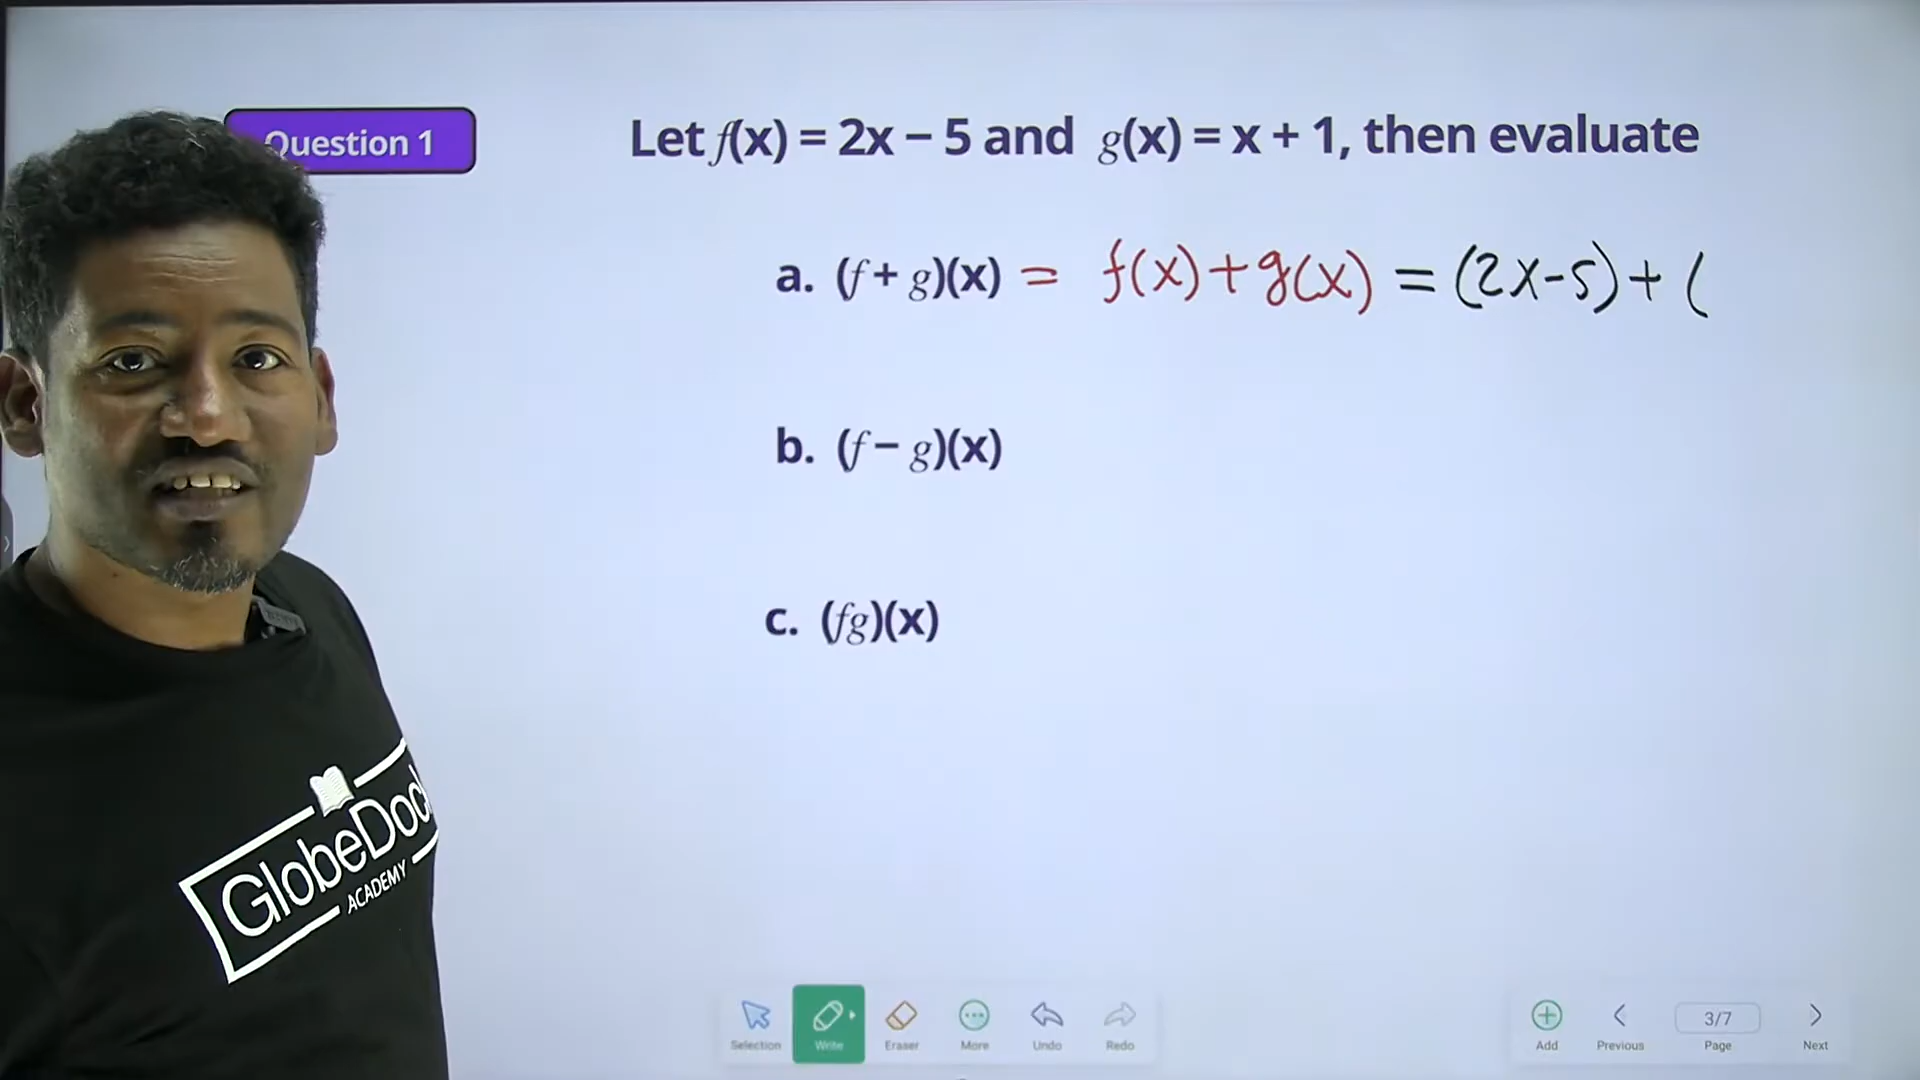 Question 1
Let f(x) = 2x − 5 and g(x) = x + 1, then evaluate
a. (f + g)(x) = f(x)+g(x) = (2x-5)+(
b. (f − g)(x)
c. (fg)(x)
GlobeDock
ACADEMY
Selection Write Eraser More Undo Redo
Add Previous 3/7 Page Next